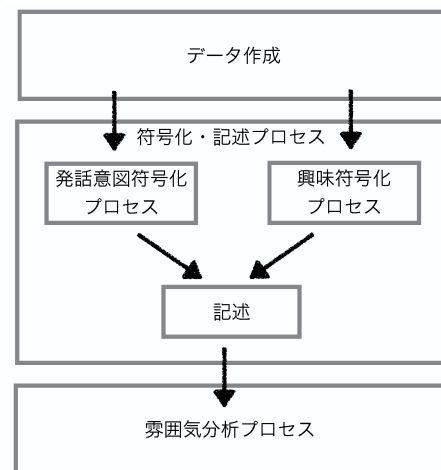 データ作成
符号化・記述プロセス
発話意図符号化
プロセス
興味符号化
プロセス
記述
雰囲気分析プロセス